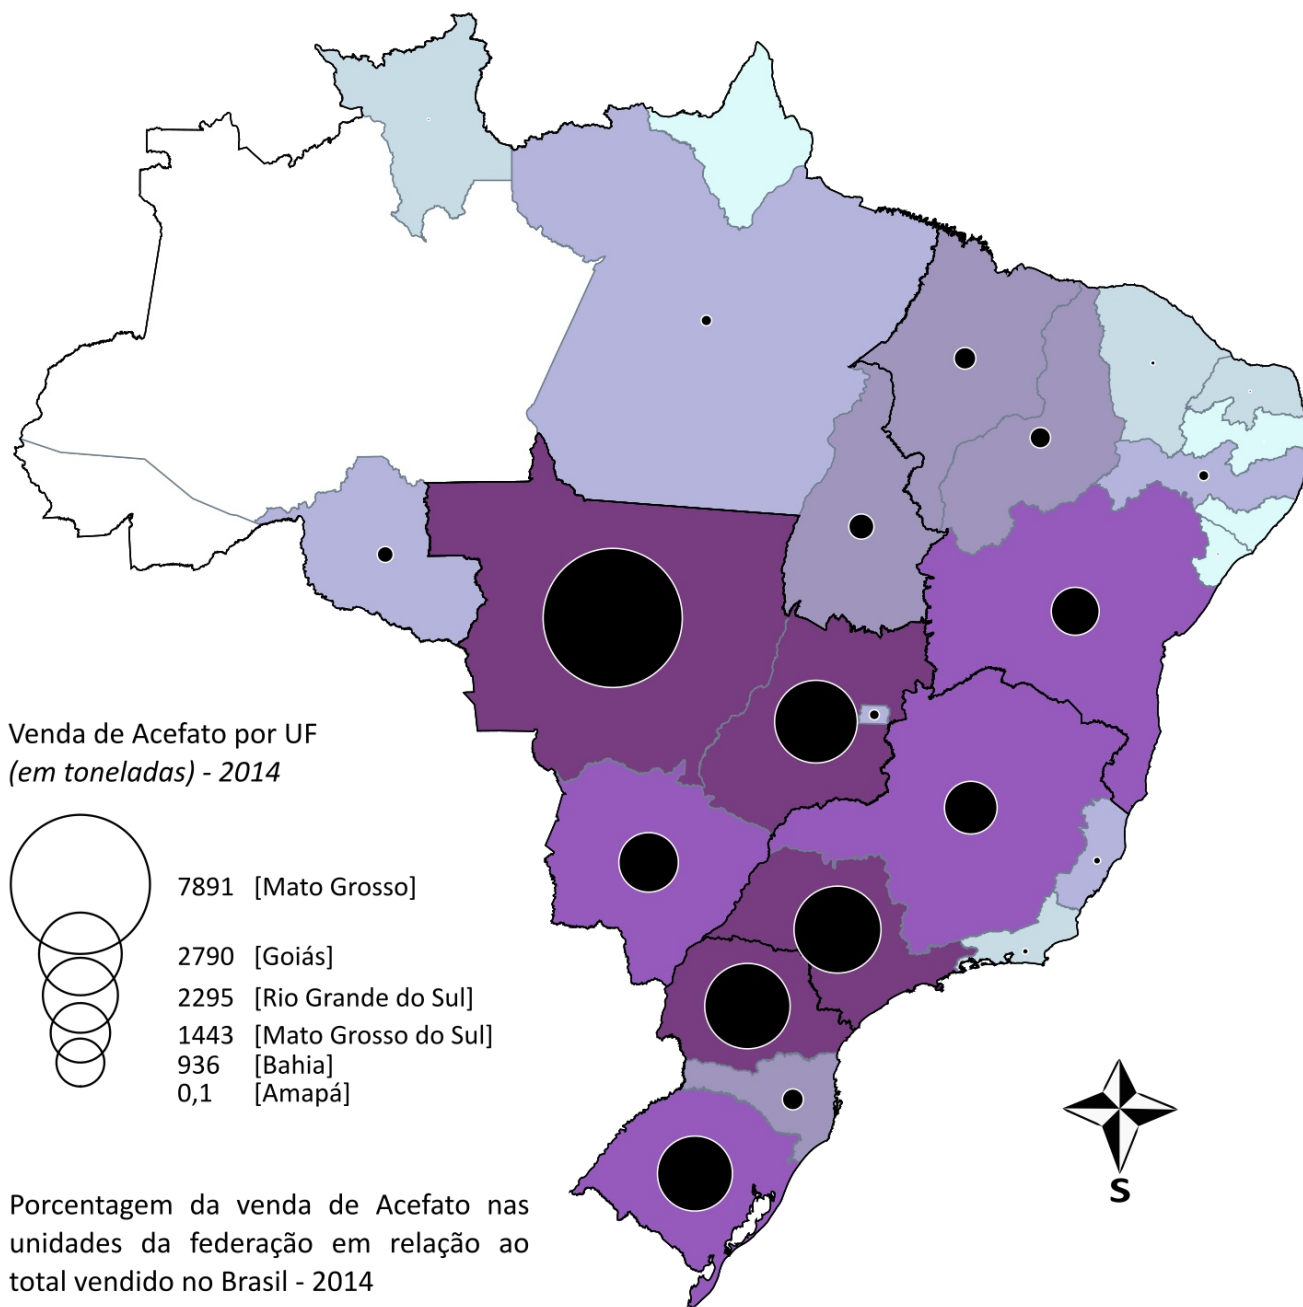 Venda de Acefato por UF
(em toneladas) - 2014
7891 [Mato Grosso]
2790 [Goiás]
2295 [Rio Grande do Sul]
1443 [Mato Grosso do Sul]
936 [Bahia]
0,1 [Amapá]
S
Porcentagem da venda de Acefato nas
unidades da federação em relação ao
total vendido no Brasil - 2014